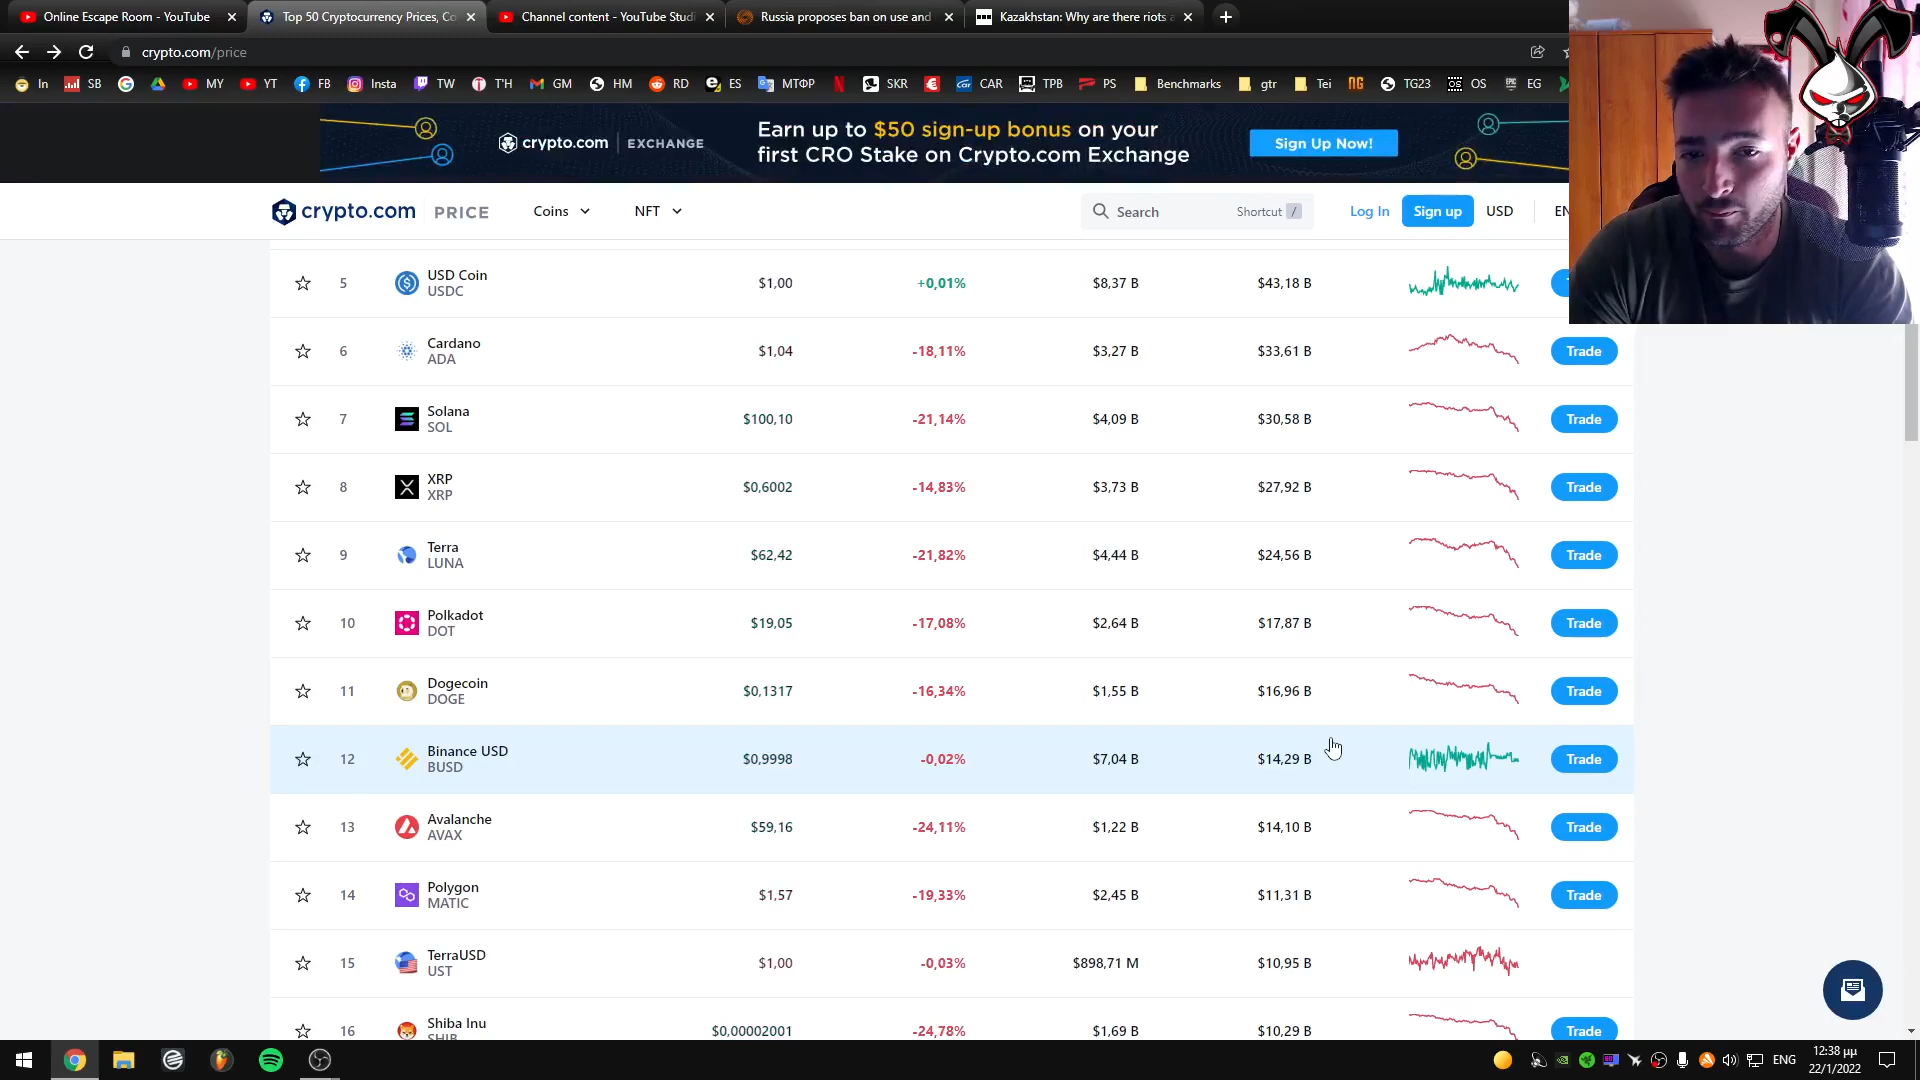 Online Escape Room - YouTube
Top 50 Cryptocurrency Prices, Co
Channel content - YouTube Studi
Russia proposes ban on use and
Kazakhstan: Why are there riots a
crypto.com/price
In SB MY YT FB Insta TW T'H GM HM RD ES ΜΤΦΡ SKR CAR TPB PS Benchmarks gtr Tei NG TG23 OS EG
crypto.com EXCHANGE
Earn up to $50 sign-up bonus on your
first CRO Stake on Crypto.com Exchange
Sign Up Now!
crypto.com PRICE Coins NFT Search Shortcut / Log In Sign up USD EN
5 USD Coin $1,00 +0,01% $8,37 B $43,18 B
USDC
6 Cardano $1,04 -18,11% $3,27 B $33,61 B Trade
ADA
7 Solana $100,10 -21,14% $4,09 B $30,58 B Trade
SOL
8 XRP $0,6002 -14,83% $3,73 B $27,92 B Trade
XRP
9 Terra $62,42 -21,82% $4,44 B $24,56 B Trade
LUNA
10 Polkadot $19,05 -17,08% $2,64 B $17,87 B Trade
DOT
11 Dogecoin $0,1317 -16,34% $1,55 B $16,96 B Trade
DOGE
12 Binance USD $0,9998 -0,02% $7,04 B $14,29 B Trade
BUSD
13 Avalanche $59,16 -24,11% $1,22 B $14,10 B Trade
AVAX
14 Polygon $1,57 -19,33% $2,45 B $11,31 B Trade
MATIC
15 TerraUSD $1,00 -0,03% $898,71 M $10,95 B
UST
16 Shiba Inu $0,00002001 -24,78% $1,69 B $10,29 B Trade
SHIB
ENG
12:38 μμ
22/1/2022